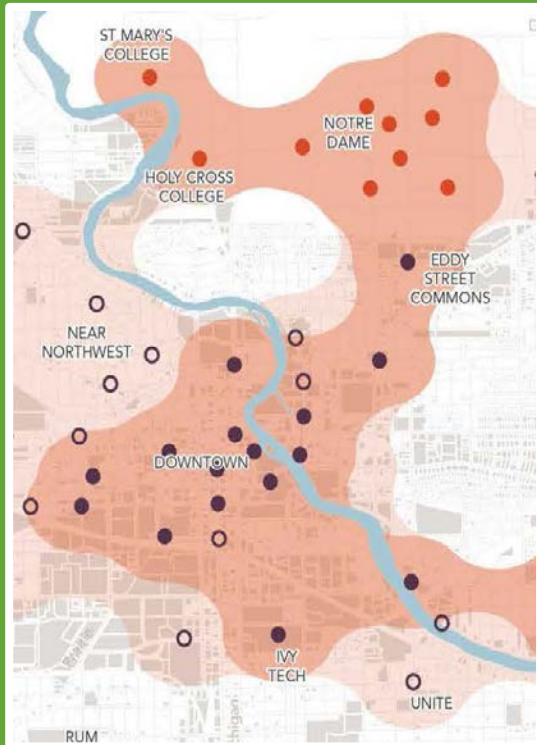 ST MARY'S
COLLEGE
NOTRE
DAME
HOLY CROSS
COLLEGE
EDDY
STREET
COMMONS
NEAR
NORTHWEST
DOWNTOWN
IVY
TECH
UNITE
RUM